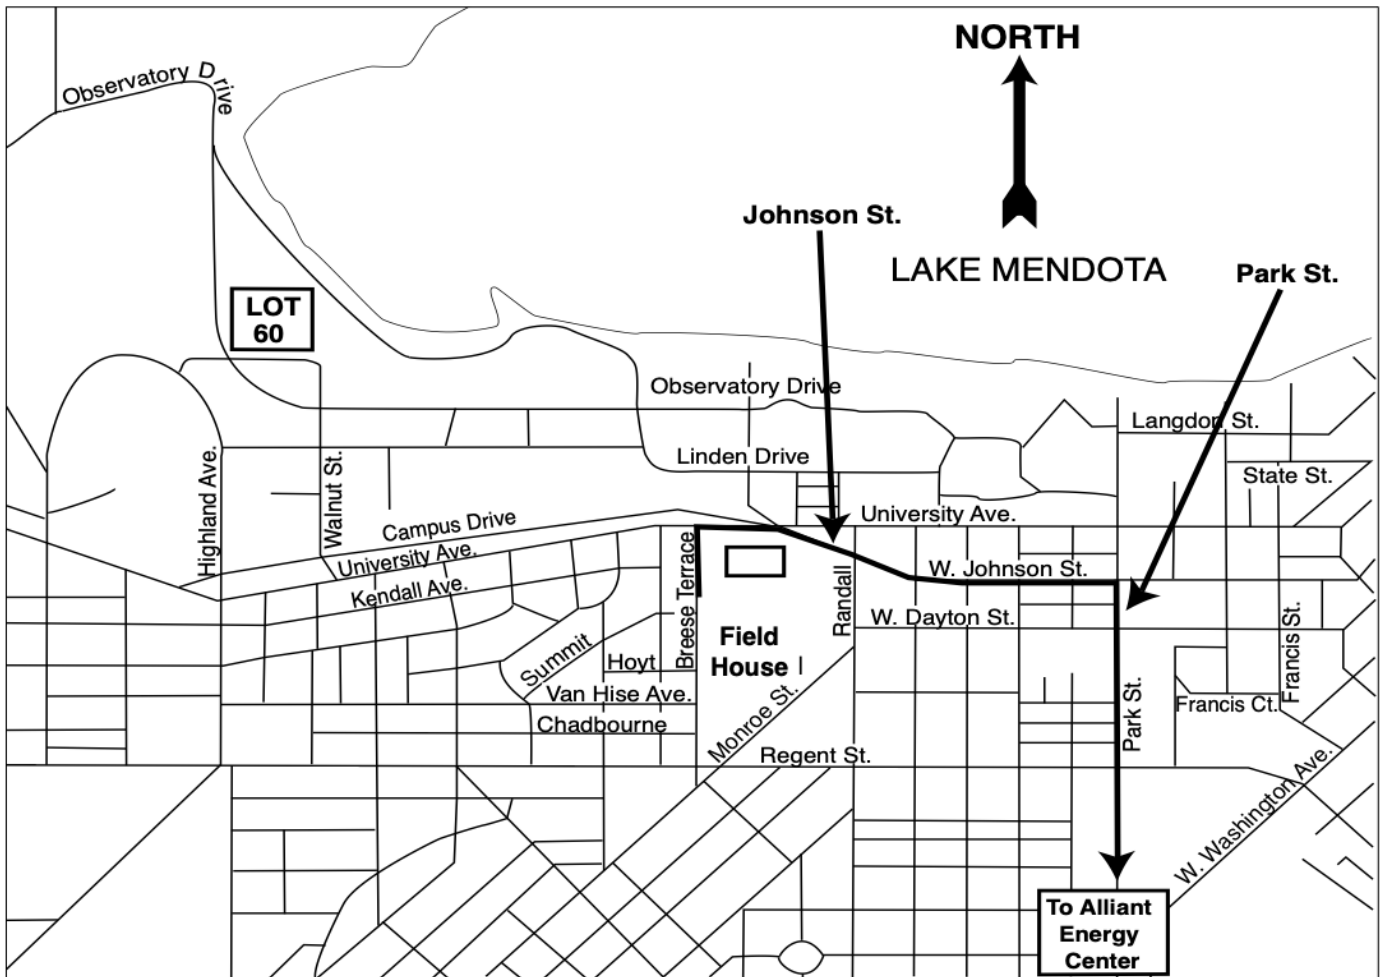 NORTH
Observatory Drive
Johnson St.
LAKE MENDOTA
Park St.
LOT
60
Observatory Drive
Langdon St.
Linden Drive
State St.
Highland Ave.
Walnut St.
Campus Drive
University Ave.
University Ave.
Kendall Ave.
Breese Terrace
W. Johnson St.
Randall
W. Dayton St.
Field
House
Summit
Hoyt
Francis St.
Van Hise Ave.
Francis Ct.
Chadbourne
Monroe St.
Park St.
Regent St.
W. Washington Ave.
To Alliant
Energy
Center